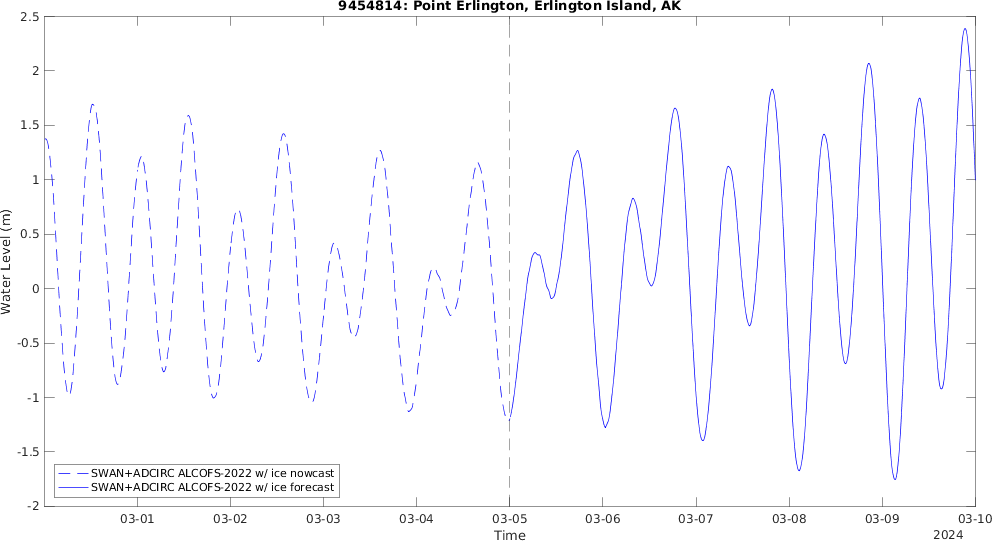 9454814: Point Erlington, Erlington Island, AK
2.5
2
1.5
1
0.5
0
-0.5
-1
-1.5
-2
Water Level (m)
SWAN+ADCIRC ALCOFS-2022 w/ ice nowcast
SWAN+ADCIRC ALCOFS-2022 w/ ice forecast
03-01 03-02 03-03 03-04 03-05 03-06 03-07 03-08 03-09 03-10
Time
2024